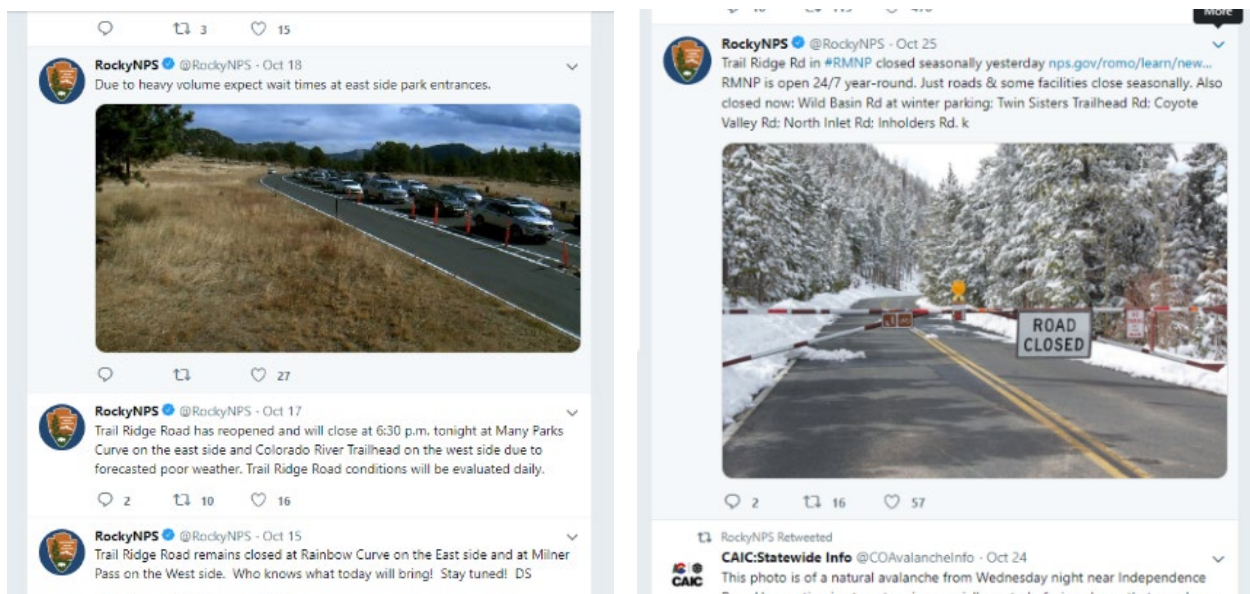 3 15
RockyNPS @RockyNPS · Oct 18
Due to heavy volume expect wait times at east side park entrances.
27
RockyNPS @RockyNPS · Oct 17
Trail Ridge Road has reopened and will close at 6:30 p.m. tonight at Many Parks
Curve on the east side and Colorado River Trailhead on the west side due to
forecasted poor weather. Trail Ridge Road conditions will be evaluated daily.
2 10 16
RockyNPS @RockyNPS · Oct 15
Trail Ridge Road remains closed at Rainbow Curve on the East side and at Milner
Pass on the West side. Who knows what today will bring! Stay tuned! DS
More
RockyNPS @RockyNPS · Oct 25
Trail Ridge Rd in #RMNP closed seasonally yesterday nps.gov/romo/learn/new...
RMNP is open 24/7 year-round. Just roads & some facilities close seasonally. Also
closed now: Wild Basin Rd at winter parking; Twin Sisters Trailhead Rd; Coyote
Valley Rd; North Inlet Rd; Inholders Rd. k
ROAD
CLOSED
2 16 57
RockyNPS Retweeted
CAIC:Statewide Info @COAvalancheInfo · Oct 24
CAIC
This photo is of a natural avalanche from Wednesday night near Independence